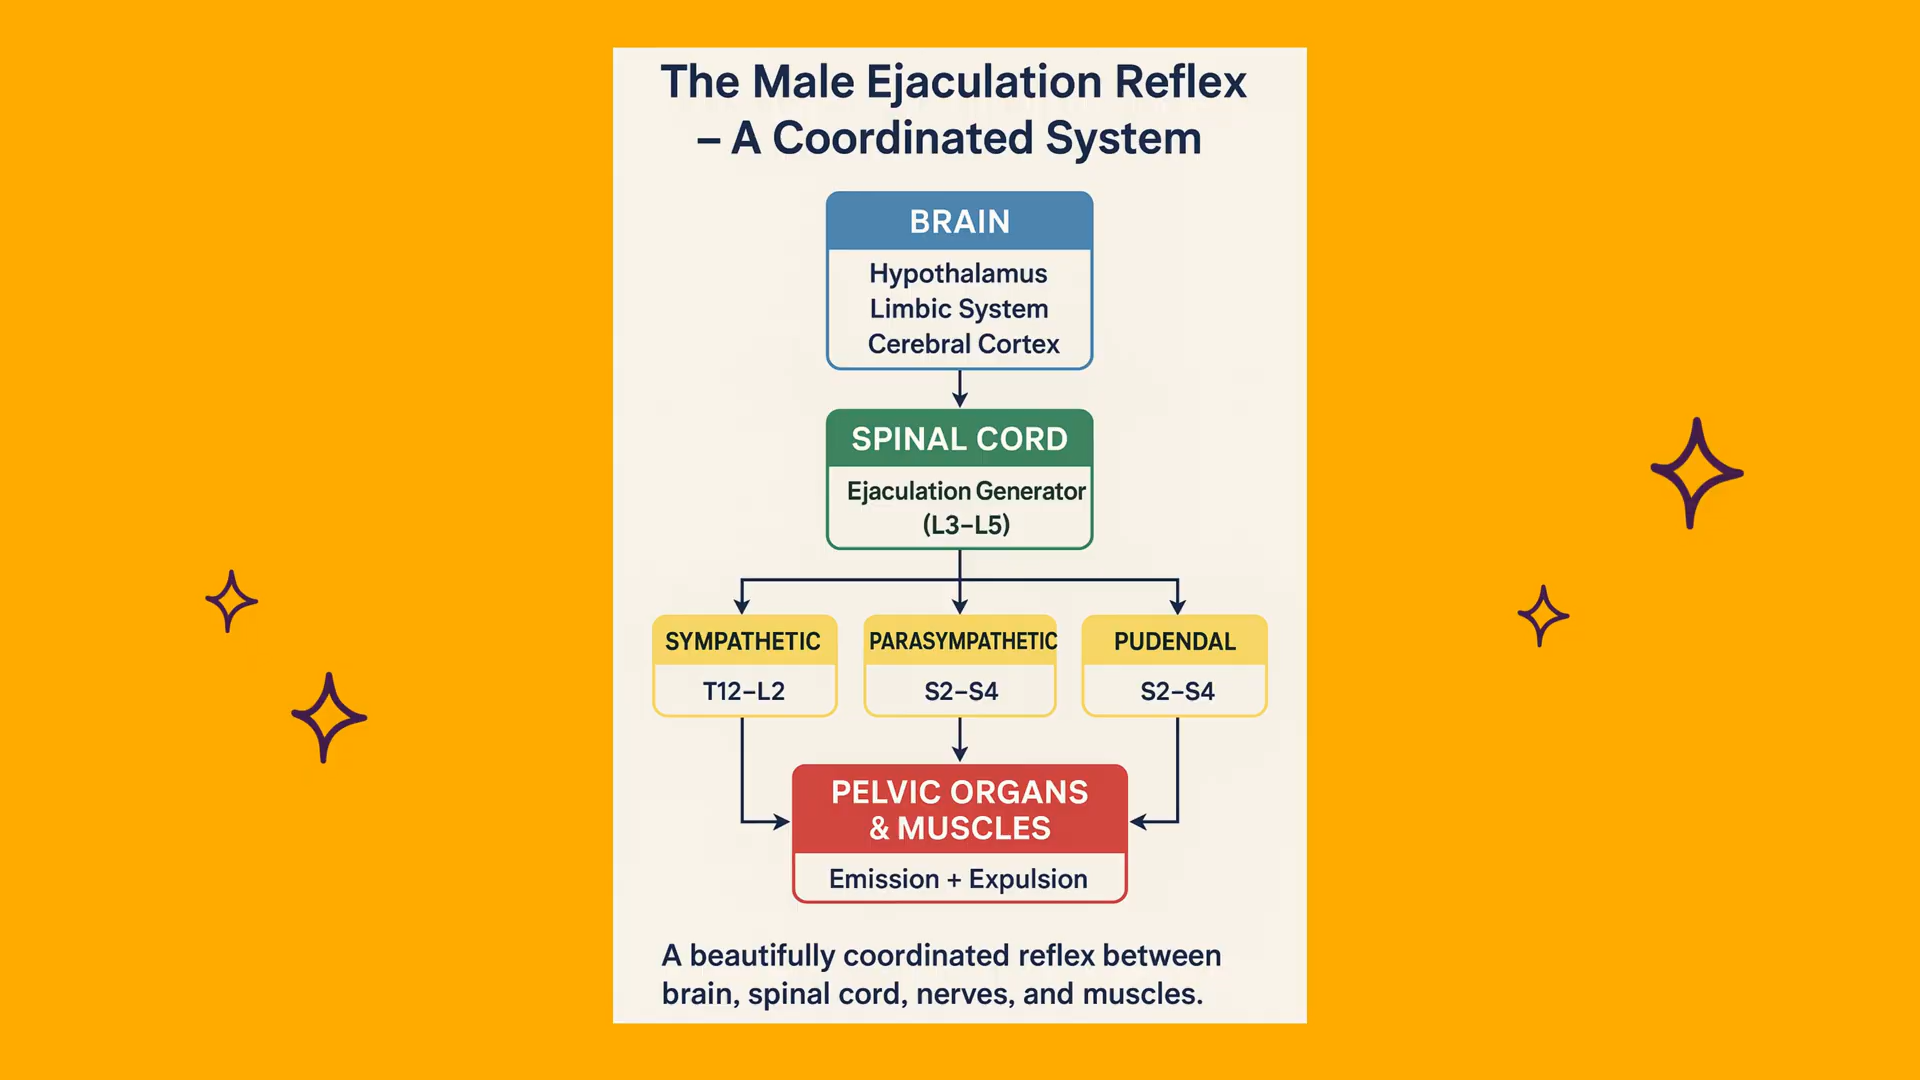 The Male Ejaculation Reflex
– A Coordinated System
BRAIN
Hypothalamus
Limbic System
Cerebral Cortex
SPINAL CORD
Ejaculation Generator
(L3–L5)
SYMPATHETIC
T12–L2
PARASYMPATHETIC
S2–S4
PUDENDAL
S2–S4
PELVIC ORGANS
& MUSCLES
Emission + Expulsion
A beautifully coordinated reflex between
brain, spinal cord, nerves, and muscles.